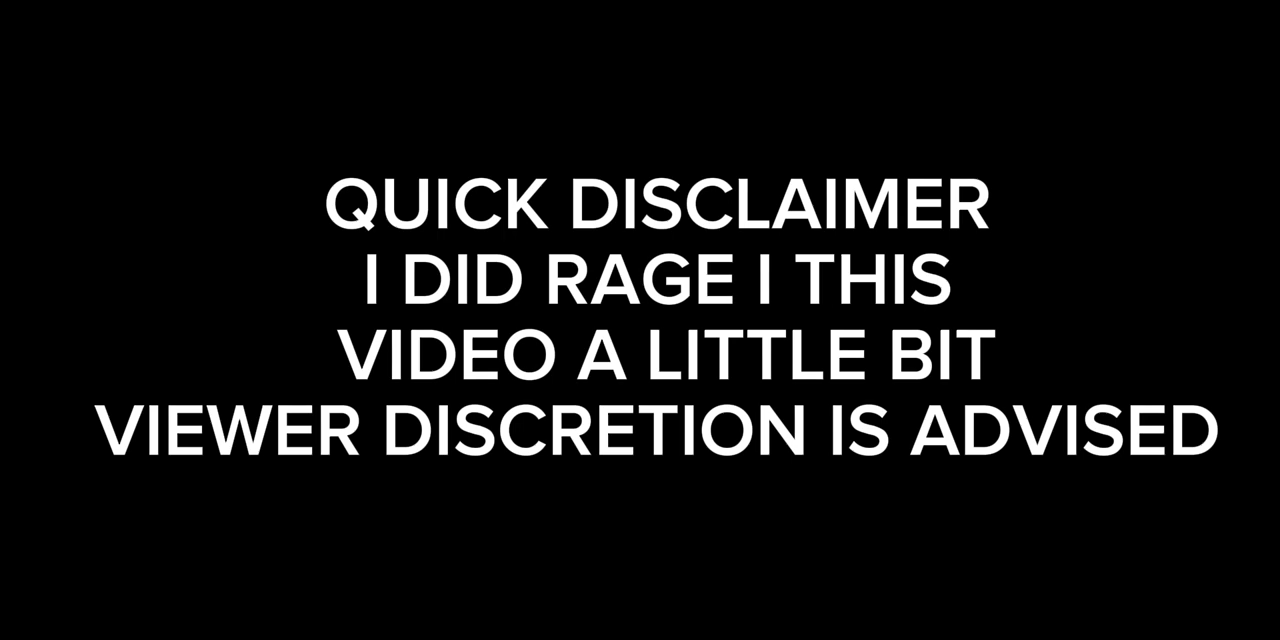 QUICK DISCLAIMER
I DID RAGE I THIS
VIDEO A LITTLE BIT
VIEWER DISCRETION IS ADVISED